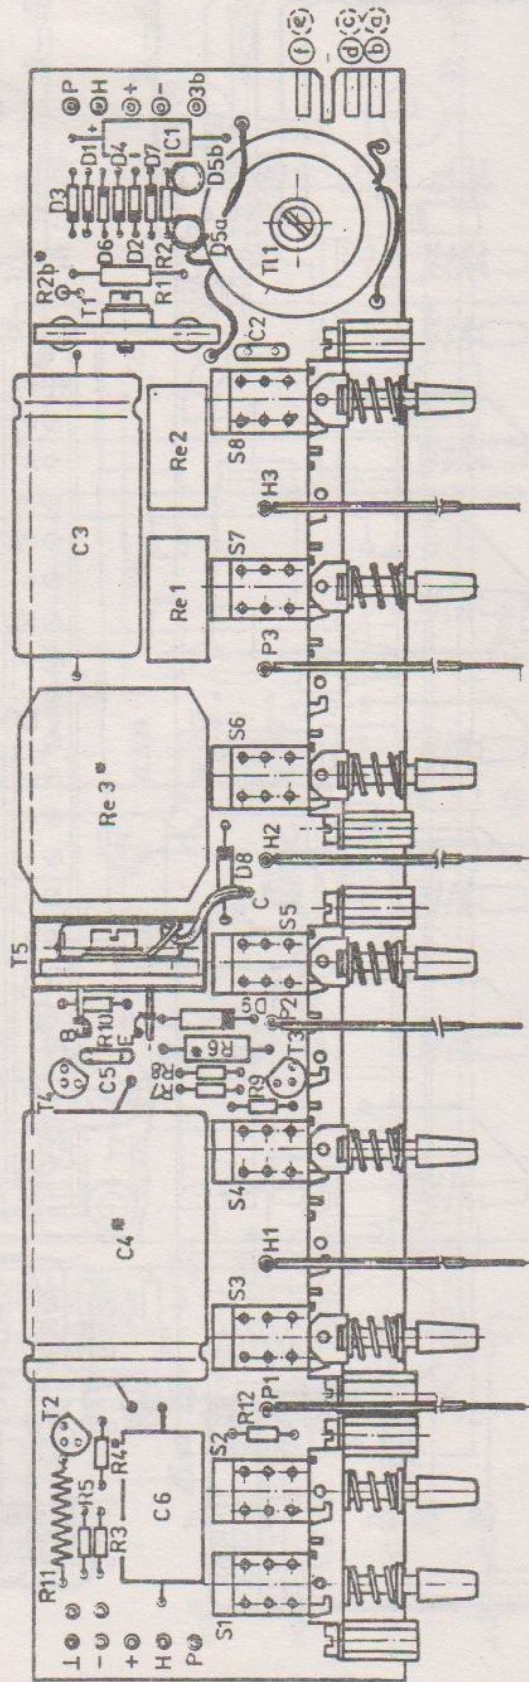 P
H
+
-
3b
f (e)
d (c)
b (a)
C1
+
D1
D4
D7
D3
D6
D2
R2
R2b*
T1
R1
D5a
D5b
Tl1
C2
C3
Re2
Re1
S8
H3
S7
P3
S6
Re3*
H2
D8
C
S5
T5
B
R10
E
C5
T4
D5
P2
R6*
R8
R7
T3
R9
S4
C4*
H1
S3
P1
R12
S2
S1
T2
R4*
R5
R11
R3
C6
⊥
-
+
H
P